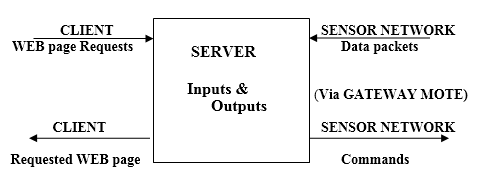 CLIENT
WEB page Requests
SERVER
Inputs &
Outputs
SENSOR NETWORK
Data packets
(Via GATEWAY MOTE)
CLIENT
Requested WEB page
SENSOR NETWORK
Commands